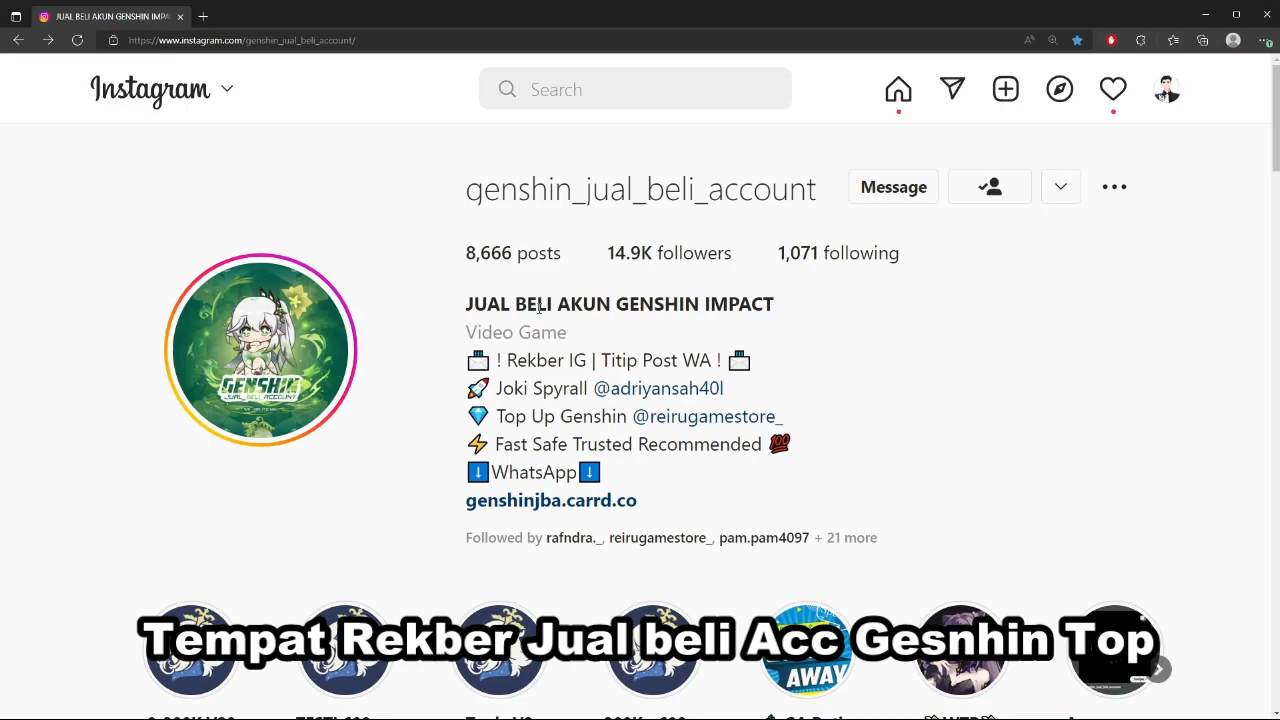 JUAL BELI AKUN GENSHIN IMPA
https://www.instagram.com/genshin_jual_beli_account/
Instagram
Search
genshin_jual_beli_account
Message
8,666 posts 14.9K followers 1,071 following
JUAL BELI AKUN GENSHIN IMPACT
Video Game
! Rekber IG | Titip Post WA !
Joki Spyrall @adriyansah40l
Top Up Genshin @reirugamestore_
Fast Safe Trusted Recommended 💯
WhatsApp
genshinjba.carrd.co
Followed by rafndra._, reirugamestore_, pam.pam4097 + 21 more
GENSHIN
JUAL_BELI_ACCOUNT
Tempat Rekber Jual beli Acc Gesnhin Top
AWAY